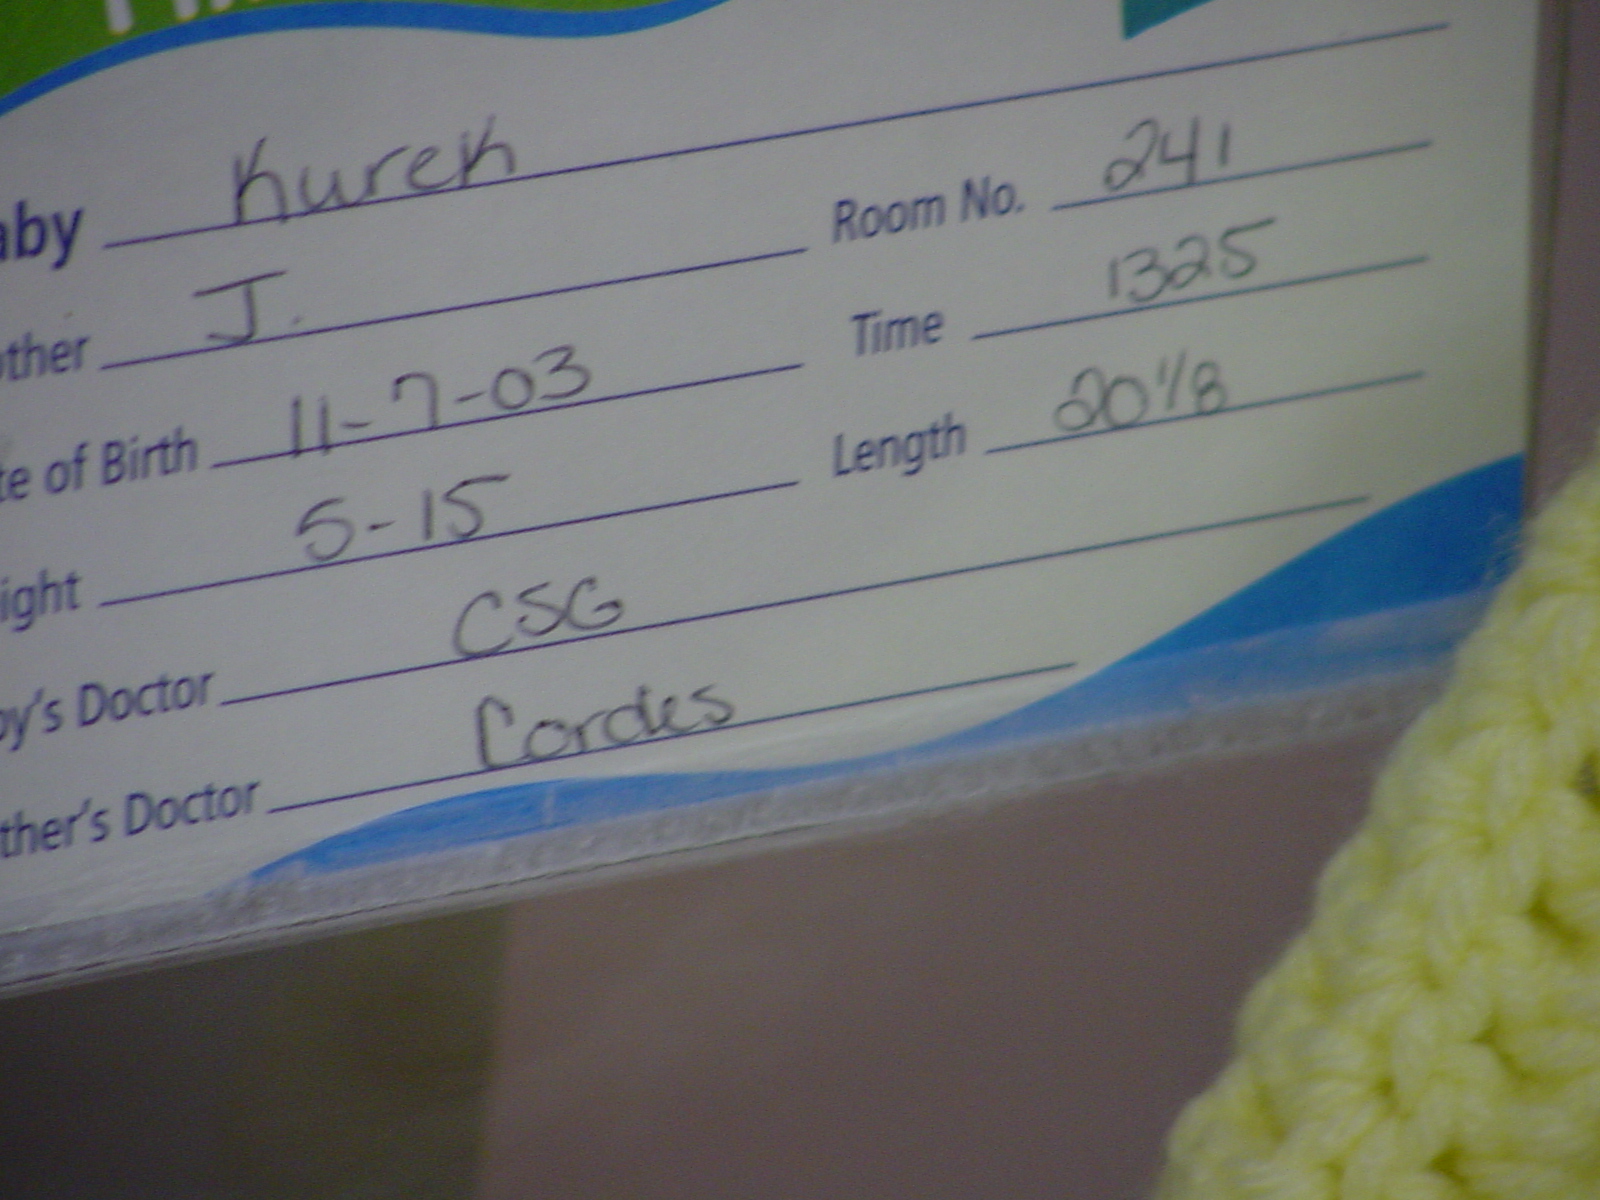 aby Kurek
other J. Room No. 241
te of Birth 11-7-03 Time 1325
ight 5-15 Length 20 1/8
by's Doctor CSG
ther's Doctor Cordes